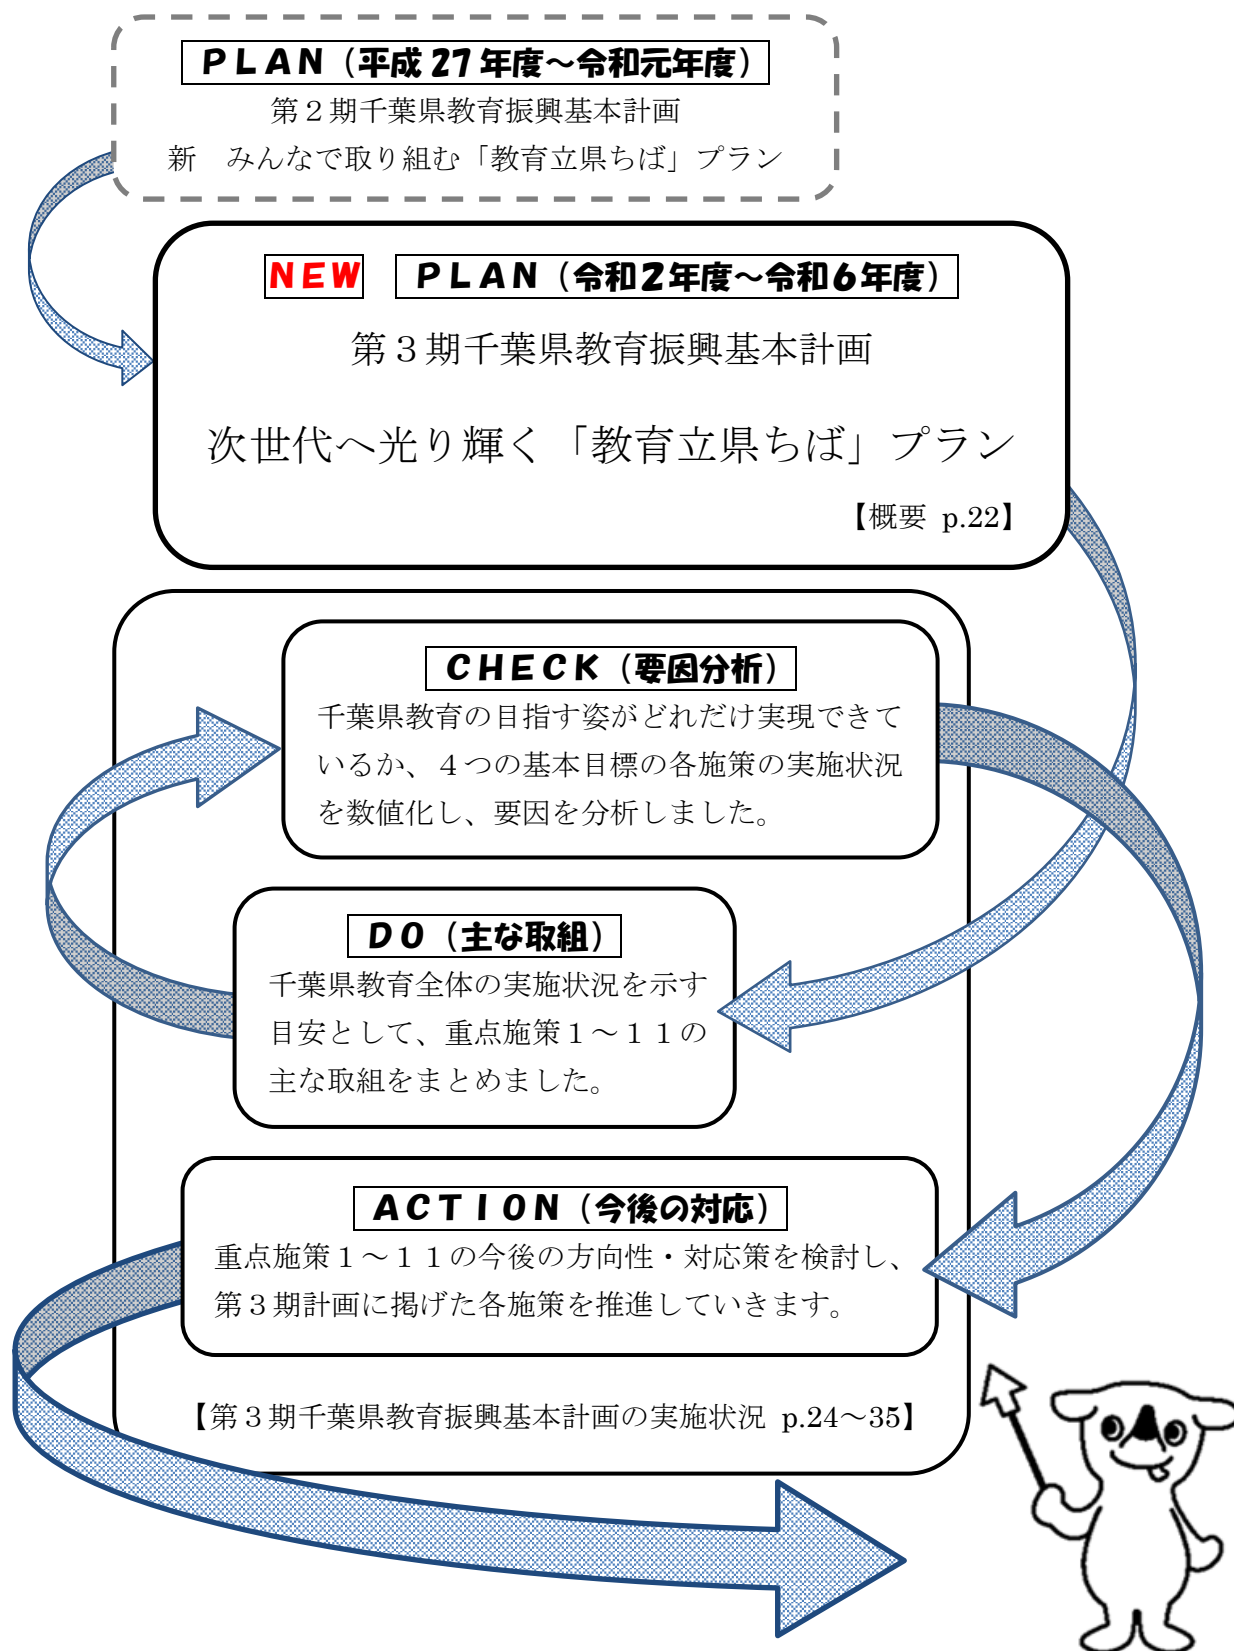 ＰＬＡＮ（平成27年度～令和元年度）
第２期千葉県教育振興基本計画
新　みんなで取り組む「教育立県ちば」プラン
ＮＥＷ　ＰＬＡＮ（令和２年度～令和６年度）
第３期千葉県教育振興基本計画
次世代へ光り輝く「教育立県ちば」プラン
【概要 p.22】
ＣＨＥＣＫ（要因分析）
千葉県教育の目指す姿がどれだけ実現できて
いるか、４つの基本目標の各施策の実施状況
を数値化し、要因を分析しました。
ＤＯ（主な取組）
千葉県教育全体の実施状況を示す
目安として、重点施策１～１１の
主な取組をまとめました。
ＡＣＴＩＯＮ（今後の対応）
重点施策１～１１の今後の方向性・対応策を検討し、
第３期計画に掲げた各施策を推進していきます。
【第３期千葉県教育振興基本計画の実施状況 p.24～35】